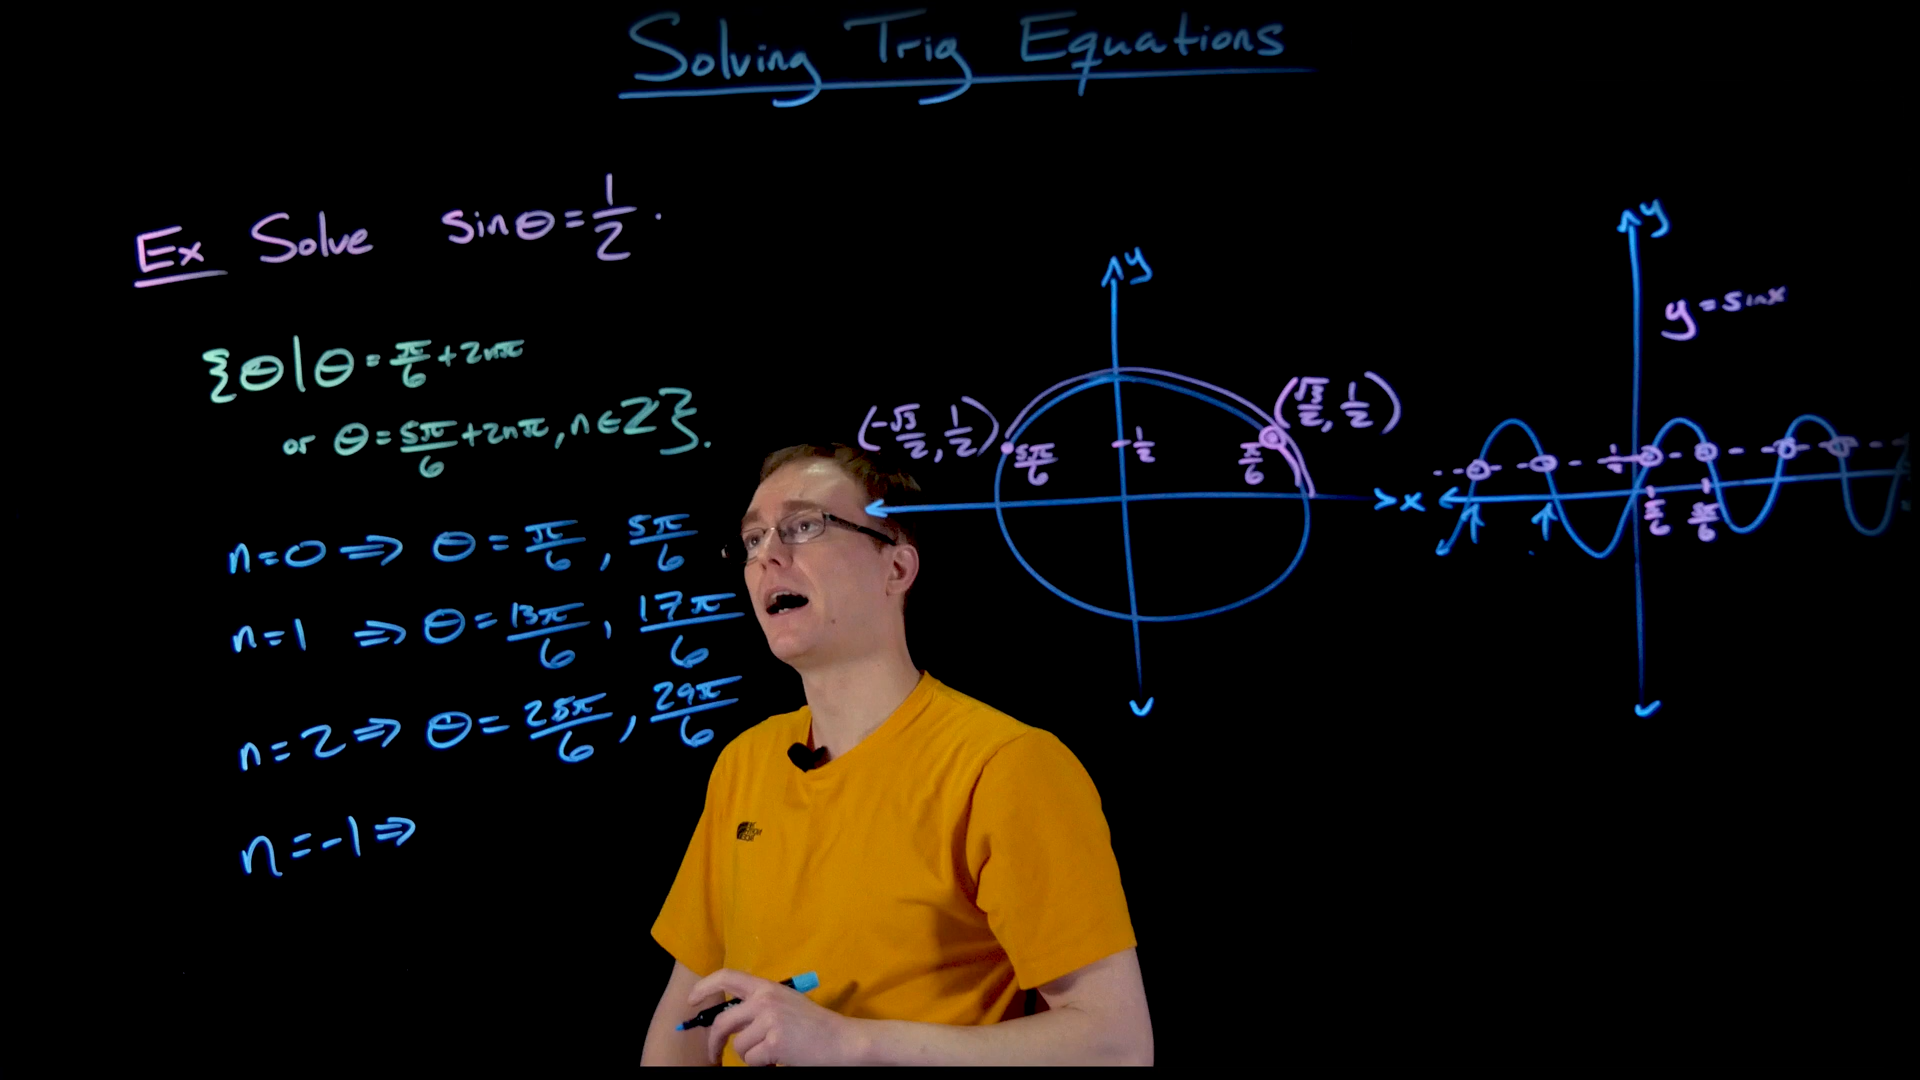 Solving Trig Equations
Ex Solve sinθ = 1/2.
{θ | θ = π/6 + 2nπ
or θ = 5π/6 + 2nπ, n ∈ Z}.
n=0 ⇒ θ = π/6, 5π/6
n=1 ⇒ θ = 13π/6, 17π/6
n=2 ⇒ θ = 25π/6, 29π/6
n=-1 ⇒
y
(-√3/2, 1/2)
(√3/2, 1/2)
5π/6
1/2
π/6
x
y
y = sinx
1/2
π/6
5π/6